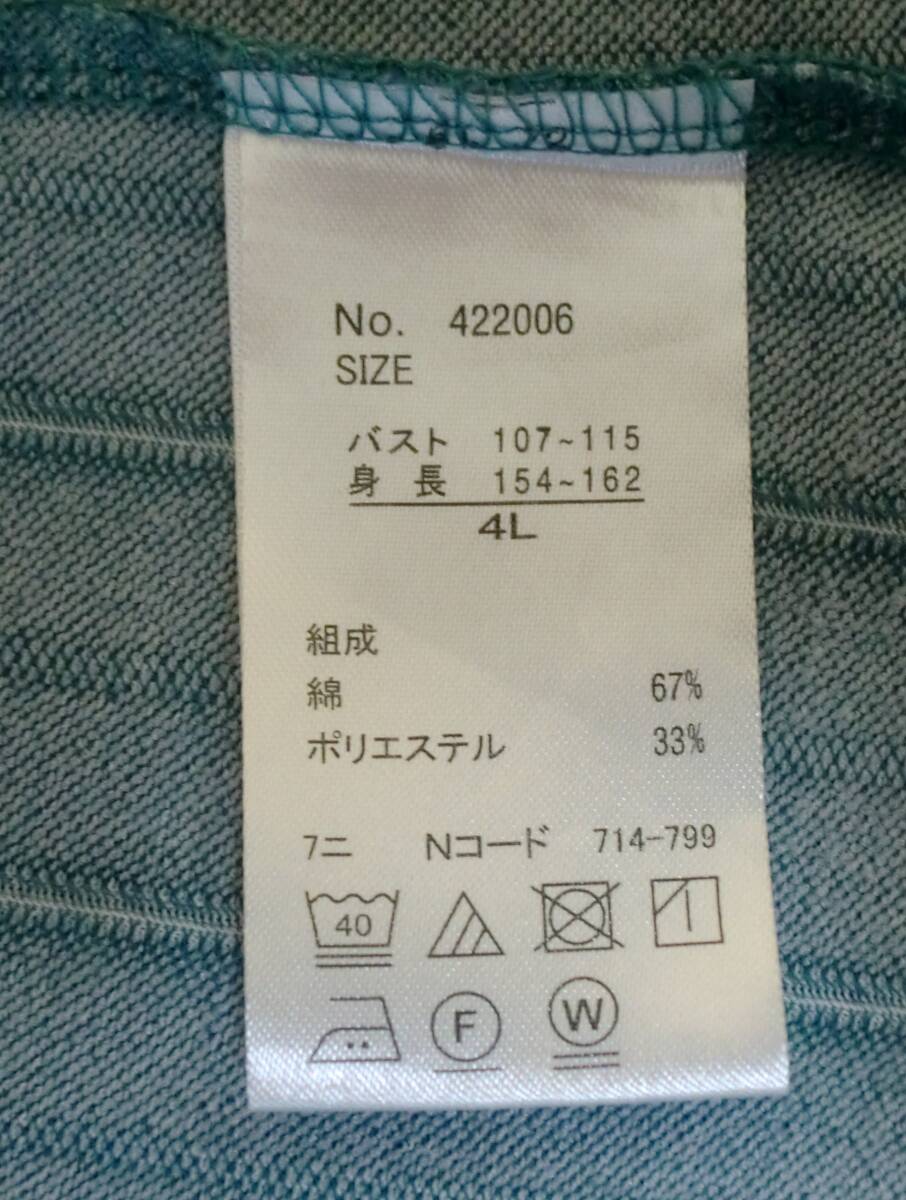 No. 422006
SIZE
バスト 107~115
身長 154~162
4L
組成
綿 67%
ポリエステル 33%
7ニ Nコード 714-799
40
F W